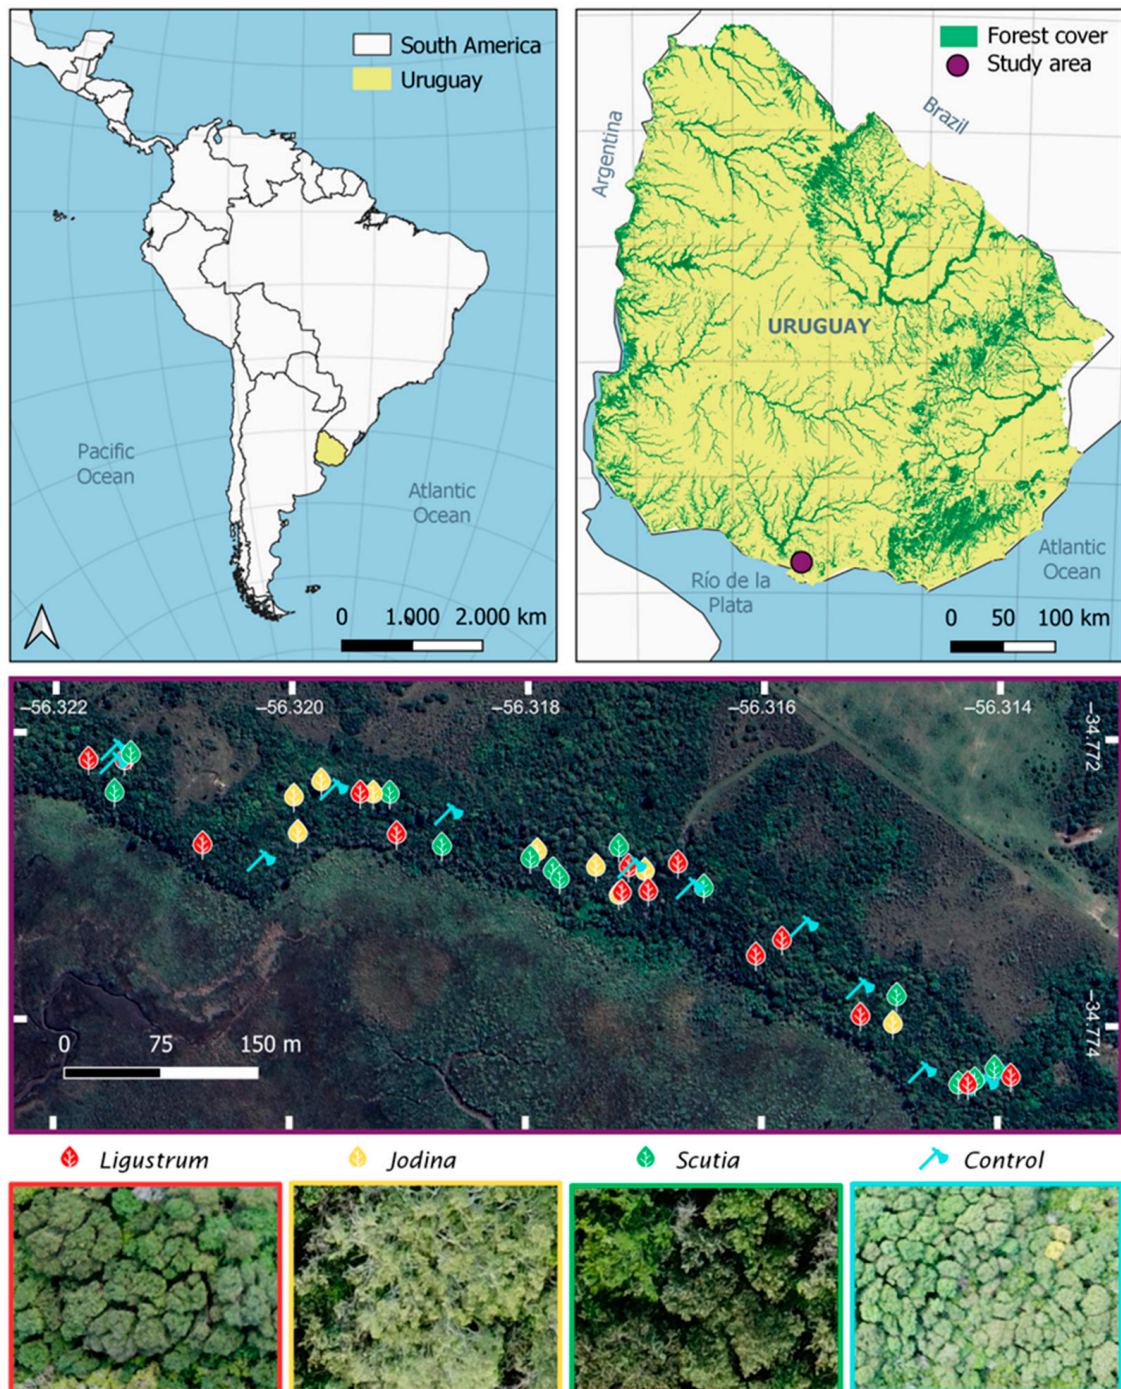 South America
Uruguay
Pacific
Ocean
Atlantic
Ocean
0 1.000 2.000 km
Forest cover
Study area
Argentina
Brazil
URUGUAY
Río de la
Plata
Atlantic
Ocean
0 50 100 km
−56.322 −56.320 −56.318 −56.316 −56.314
−34.772
−34.774
0 75 150 m
Ligustrum Jodina Scutia Control